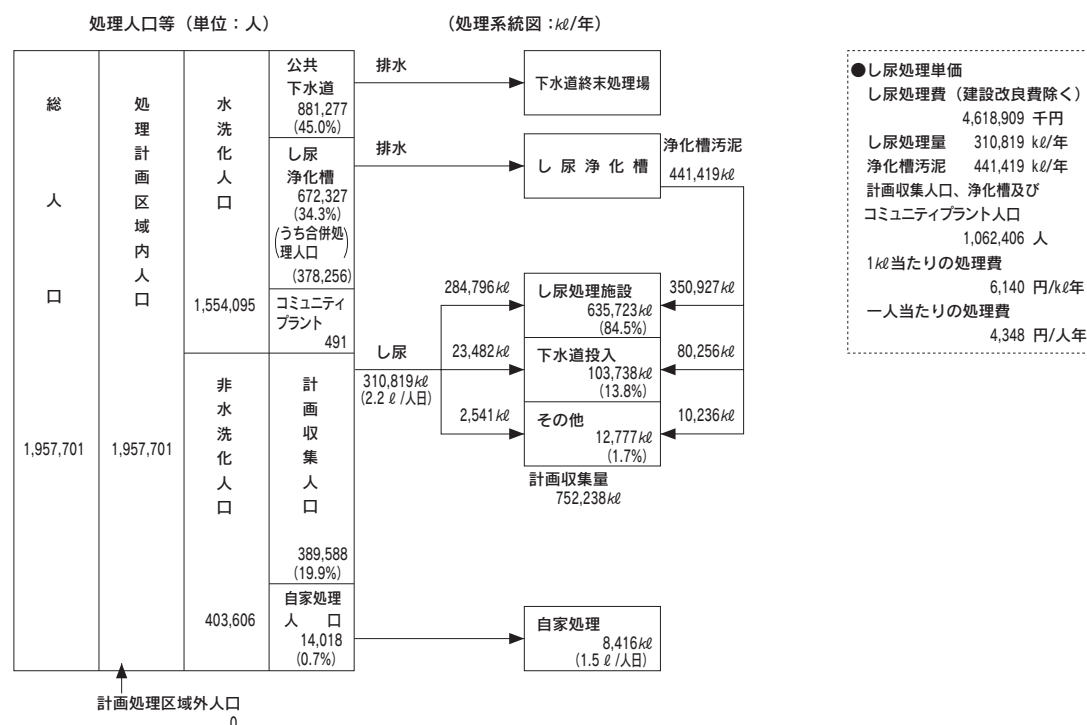 処理人口等（単位：人）
（処理系統図：㎘/年）
総人口
1,957,701
処理計画区域内人口
1,957,701
計画処理区域外人口
0
水洗化人口
1,554,095
非水洗化人口
403,606
公共
下水道
881,277
(45.0%)
し尿
浄化槽
672,327
(34.3%)
(うち合併処
理人口)
(378,256)
コミュニティ
プラント
491
計画収集人口
389,588
(19.9%)
自家処理
人口
14,018
(0.7%)
排水
下水道終末処理場
排水
し尿浄化槽
浄化槽汚泥
441,419㎘
し尿
310,819㎘
(2.2ℓ/人日)
284,796㎘
し尿処理施設
635,723㎘
(84.5%)
350,927㎘
23,482㎘
下水道投入
103,738㎘
(13.8%)
80,256㎘
2,541㎘
その他
12,777㎘
(1.7%)
10,236㎘
計画収集量
752,238㎘
自家処理
8,416㎘
(1.5ℓ/人日)
●し尿処理単価
し尿処理費（建設改良費除く）
4,618,909 千円
し尿処理量 310,819 ㎘/年
浄化槽汚泥 441,419 ㎘/年
計画収集人口、浄化槽及び
コミュニティプラント人口
1,062,406 人
1㎘当たりの処理費
6,140 円/㎘年
一人当たりの処理費
4,348 円/人年